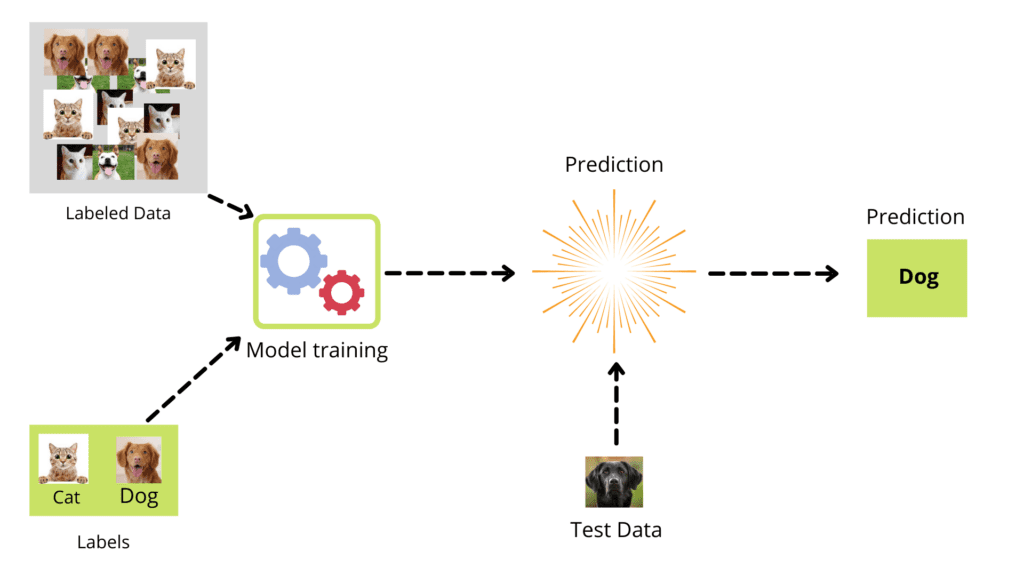 Labeled Data
Model training
Cat
Dog
Labels
Prediction
Test Data
Prediction
Dog